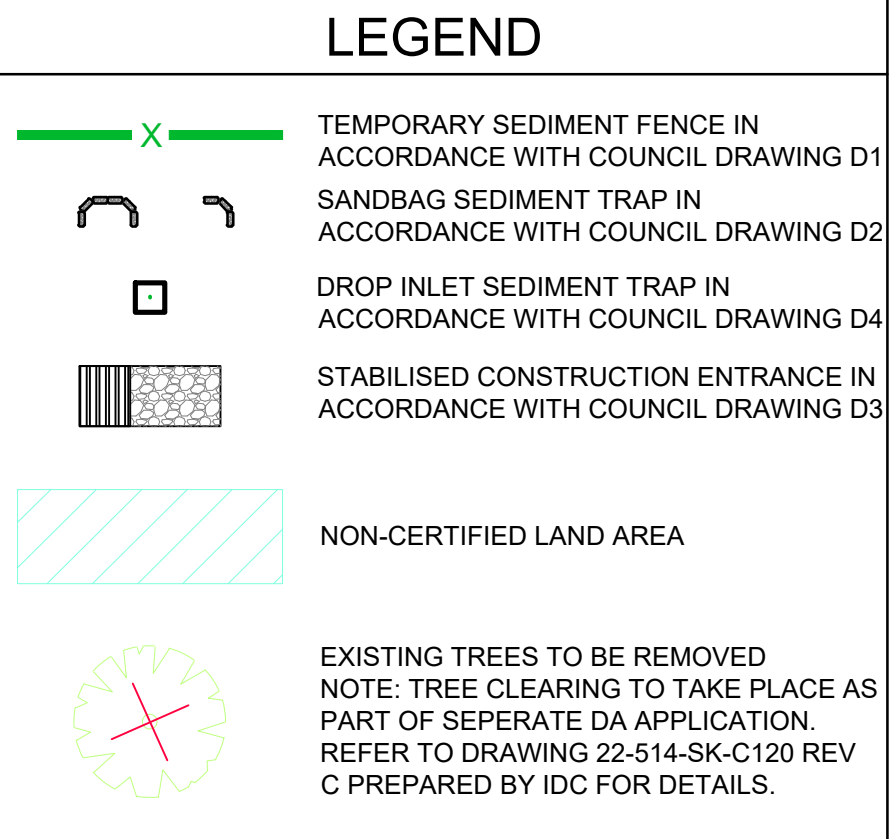 LEGEND
X
TEMPORARY SEDIMENT FENCE IN
ACCORDANCE WITH COUNCIL DRAWING D1
SANDBAG SEDIMENT TRAP IN
ACCORDANCE WITH COUNCIL DRAWING D2
DROP INLET SEDIMENT TRAP IN
ACCORDANCE WITH COUNCIL DRAWING D4
STABILISED CONSTRUCTION ENTRANCE IN
ACCORDANCE WITH COUNCIL DRAWING D3
NON-CERTIFIED LAND AREA
EXISTING TREES TO BE REMOVED
NOTE: TREE CLEARING TO TAKE PLACE AS
PART OF SEPERATE DA APPLICATION.
REFER TO DRAWING 22-514-SK-C120 REV
C PREPARED BY IDC FOR DETAILS.